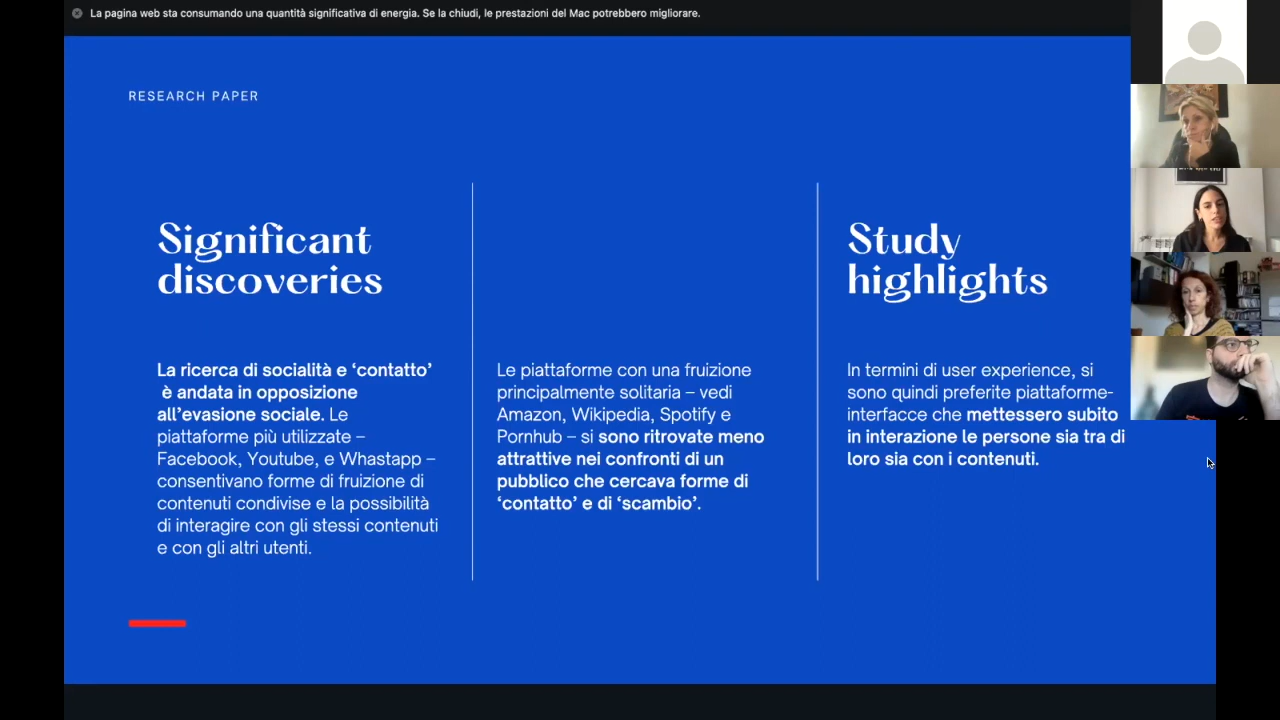 La pagina web sta consumando una quantità significativa di energia. Se la chiudi, le prestazioni del Mac potrebbero migliorare.
RESEARCH PAPER
Significant
discoveries
La ricerca di socialità e ‘contatto’
è andata in opposizione
all’evasione sociale. Le
piattaforme più utilizzate –
Facebook, Youtube, e Whastapp –
consentivano forme di fruizione di
contenuti condivise e la possibilità
di interagire con gli stessi contenuti
e con gli altri utenti.
Le piattaforme con una fruizione
principalmente solitaria – vedi
Amazon, Wikipedia, Spotify e
Pornhub – si sono ritrovate meno
attrattive nei confronti di un
pubblico che cercava forme di
‘contatto’ e di ‘scambio’.
Study
highlights
In termini di user experience, si
sono quindi preferite piattaforme-
interfacce che mettessero subito
in interazione le persone sia tra di
loro sia con i contenuti.